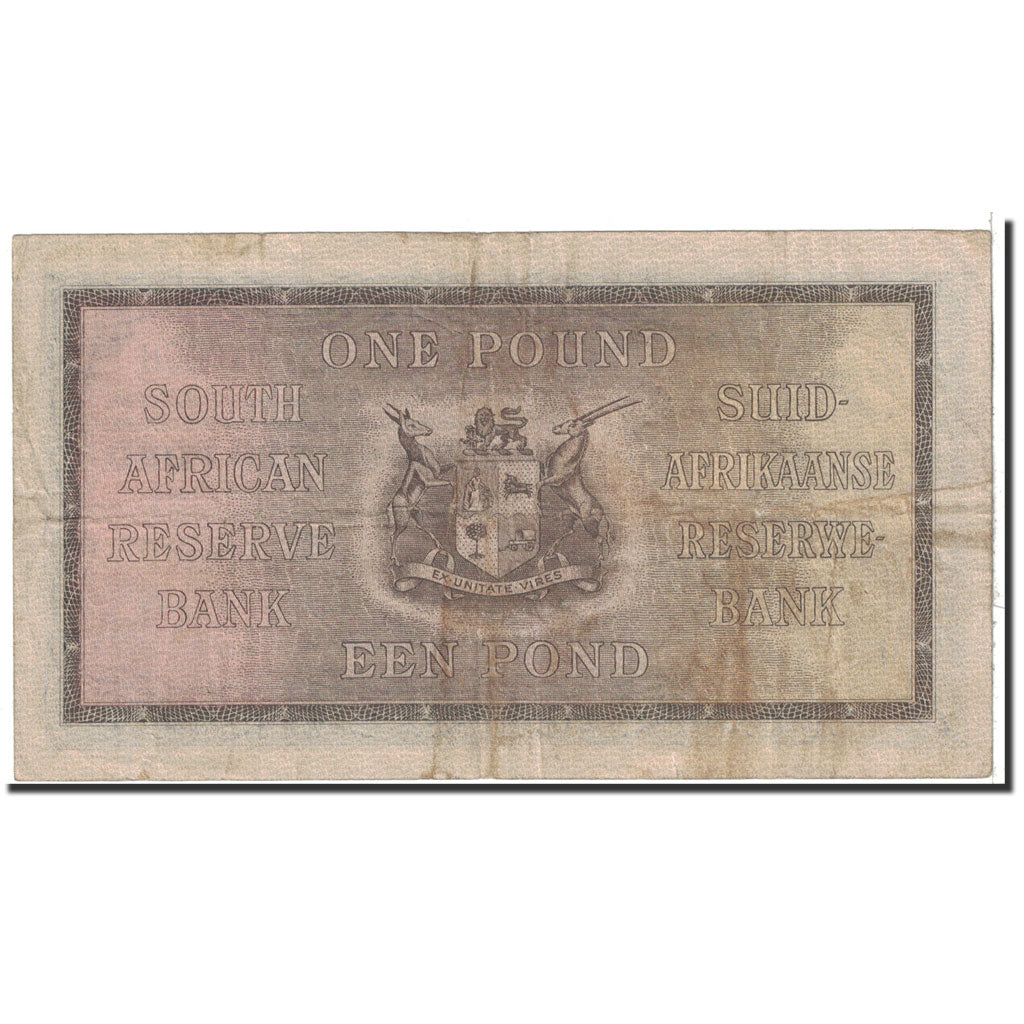 ONE POUND
SOUTH
AFRICAN
RESERVE
BANK
SUID-
AFRIKAANSE
RESERWE-
BANK
EX·UNITATE·VIRES
EEN POND